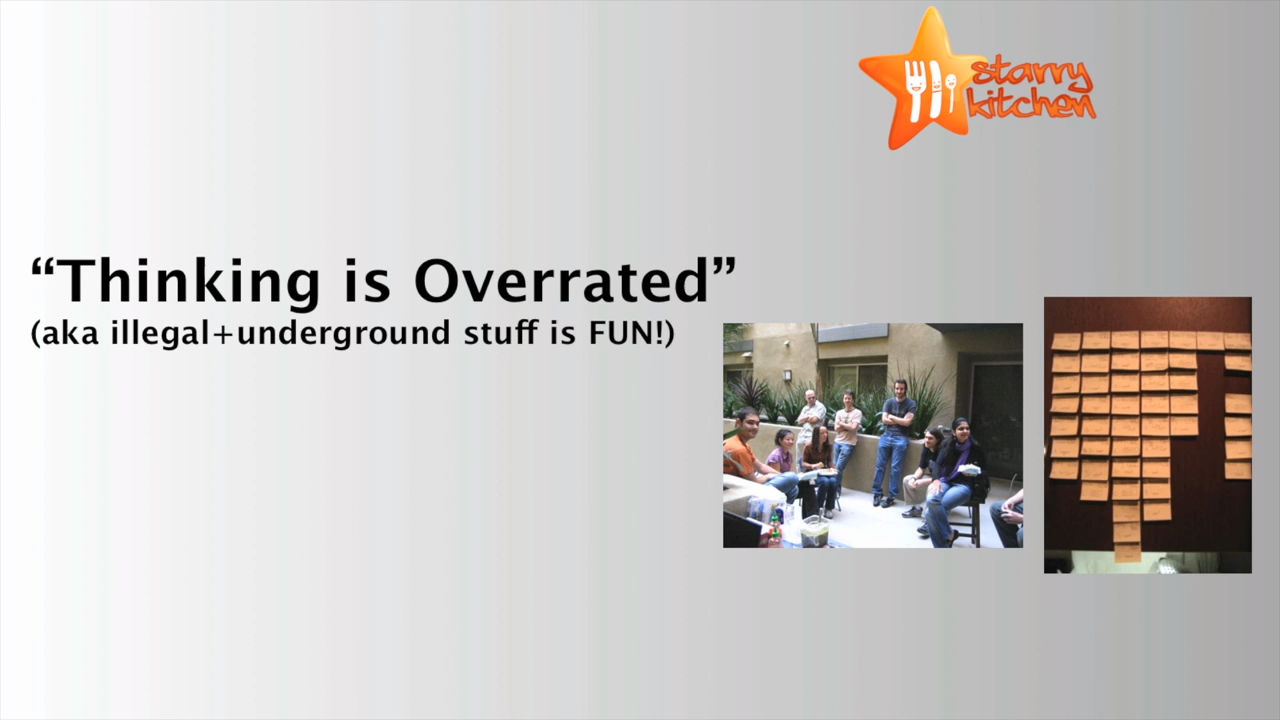 starry
kitchen
“Thinking is Overrated”
(aka illegal+underground stuff is FUN!)